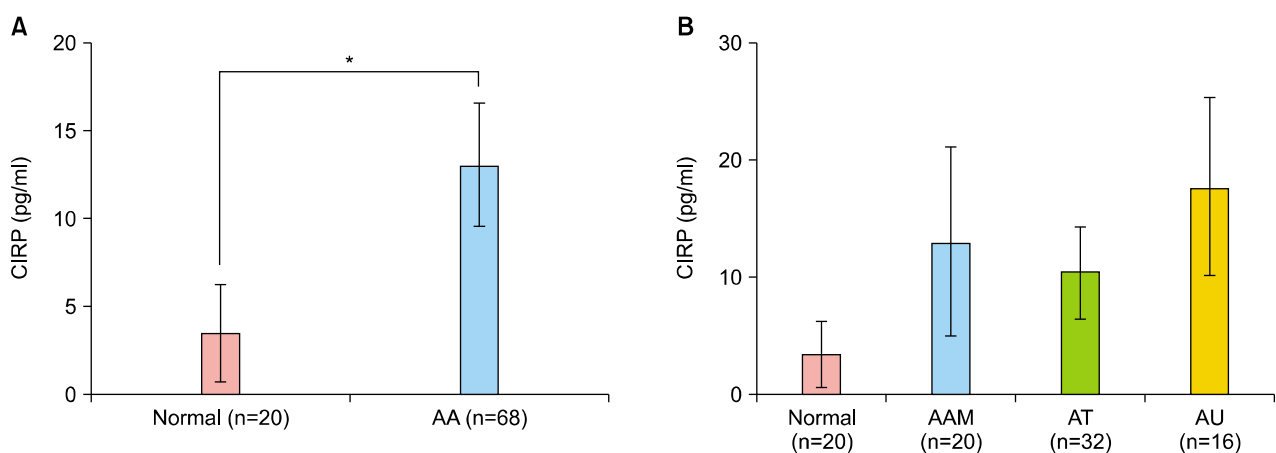 A
20
15
10
5
0
CIRP (pg/ml)
*
Normal (n=20)
AA (n=68)
B
30
20
10
0
CIRP (pg/ml)
Normal
(n=20)
AAM
(n=20)
AT
(n=32)
AU
(n=16)